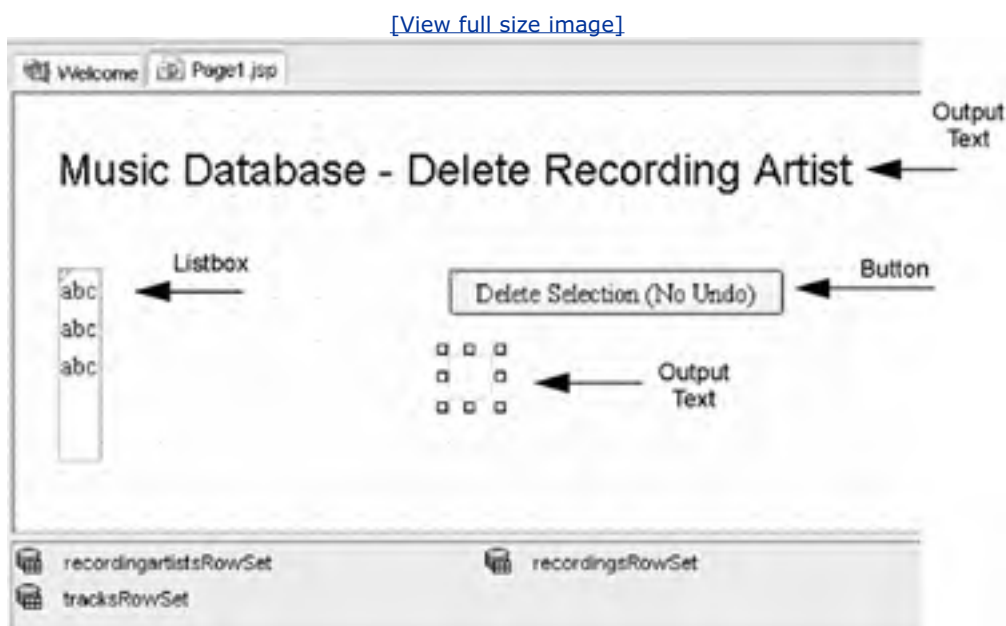 [View full size image]
Welcome Page1.jsp
Output
Text
Music Database - Delete Recording Artist
Listbox
Button
abc
Delete Selection (No Undo)
abc
abc
Output
Text
recordingartistsRowSet recordingsRowSet
tracksRowSet